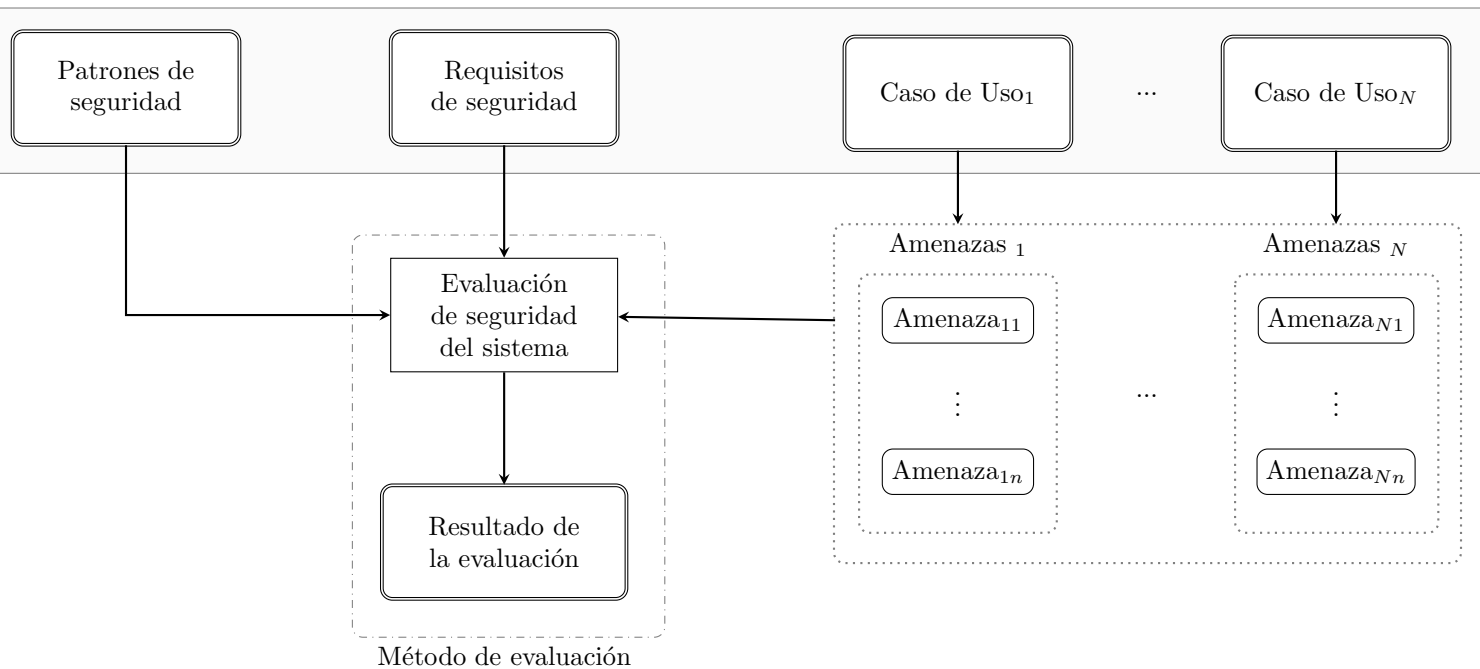 Patrones de
seguridad
Requisitos
de seguridad
Caso de Uso₁
...
Caso de Uso_N
Evaluación
de seguridad
del sistema
Resultado de
la evaluación
Método de evaluación
Amenazas ₁
Amenaza₁₁
⋮
Amenaza₁ₙ
...
Amenazas _N
Amenaza_N1
⋮
Amenaza_Nn